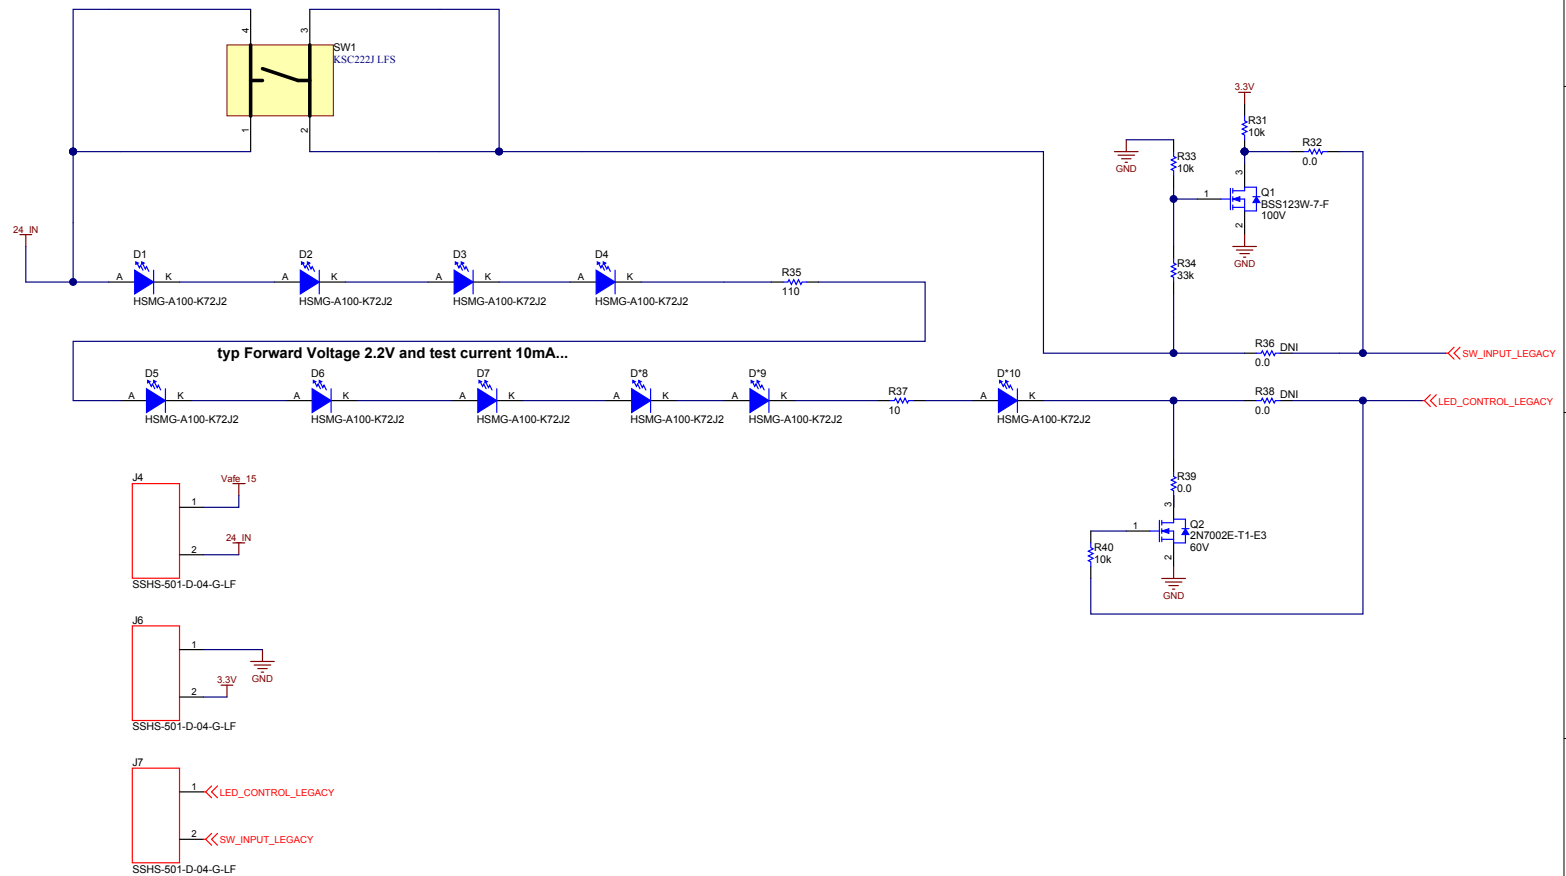 4
3
SW1
KSC222J LFS
1
2
3.3V
R31
10k
R32
0.0
R33
10k
GND
3
1
Q1
BSS123W-7-F
100V
2
GND
R34
33k
24_IN
D1
A
K
HSMG-A100-K72J2
D2
A
K
HSMG-A100-K72J2
D3
A
K
HSMG-A100-K72J2
D4
A
K
HSMG-A100-K72J2
R35
110
typ Forward Voltage 2.2V and test current 10mA...
R36
DNI
0.0
SW_INPUT_LEGACY
D5
A
K
HSMG-A100-K72J2
D6
A
K
HSMG-A100-K72J2
D7
A
K
HSMG-A100-K72J2
D*8
A
K
HSMG-A100-K72J2
D*9
A
K
HSMG-A100-K72J2
R37
10
D*10
A
K
HSMG-A100-K72J2
R38
DNI
0.0
LED_CONTROL_LEGACY
R39
0.0
3
1
Q2
2N7002E-T1-E3
60V
2
GND
R40
10k
J4
1
Vafe_15
2
24_IN
SSHS-501-D-04-G-LF
J6
1
GND
2
3.3V
SSHS-501-D-04-G-LF
J7
1
LED_CONTROL_LEGACY
2
SW_INPUT_LEGACY
SSHS-501-D-04-G-LF